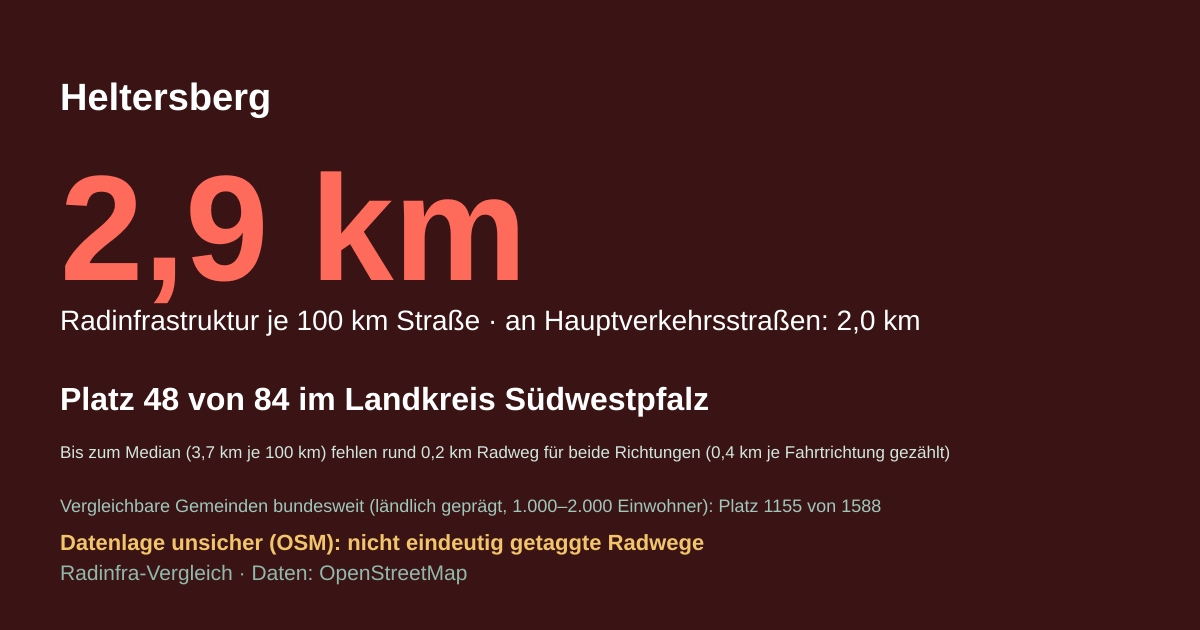 Heltersberg
2,9 km
Radinfrastruktur je 100 km Straße · an Hauptverkehrsstraßen: 2,0 km
Platz 48 von 84 im Landkreis Südwestpfalz
Bis zum Median (3,7 km je 100 km) fehlen rund 0,2 km Radweg für beide Richtungen (0,4 km je Fahrtrichtung gezählt)
Vergleichbare Gemeinden bundesweit (ländlich geprägt, 1.000–2.000 Einwohner): Platz 1155 von 1588
Datenlage unsicher (OSM): nicht eindeutig getaggte Radwege
Radinfra-Vergleich · Daten: OpenStreetMap